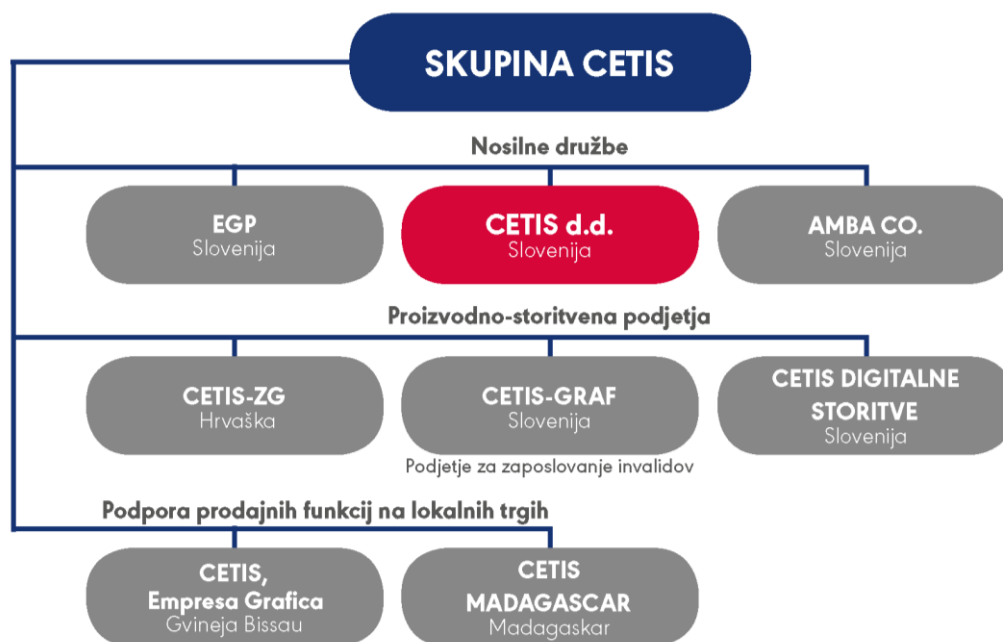 SKUPINA CETIS
Nosilne družbe
EGP
Slovenija
CETIS d.d.
Slovenija
AMBA CO.
Slovenija
Proizvodno-storitvena podjetja
CETIS-ZG
Hrvaška
CETIS-GRAF
Slovenija
CETIS DIGITALNE
STORITVE
Slovenija
Podjetje za zaposlovanje invalidov
Podpora prodajnih funkcij na lokalnih trgih
CETIS,
Empresa Grafica
Gvineja Bissau
CETIS
MADAGASCAR
Madagaskar